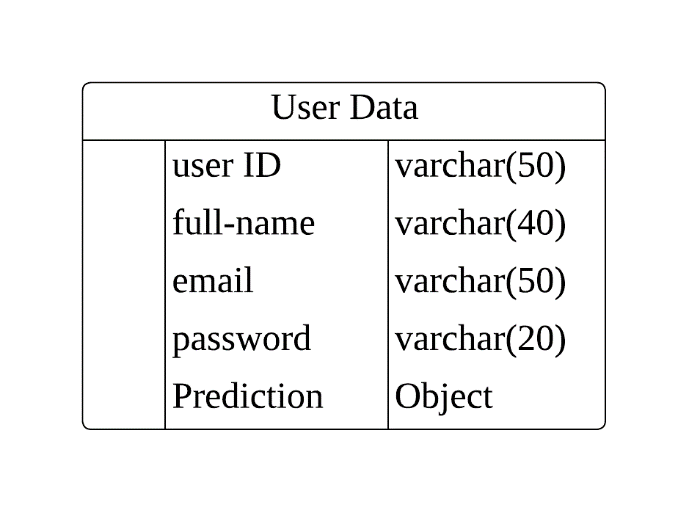 User Data
user ID varchar(50)
full-name varchar(40)
email varchar(50)
password varchar(20)
Prediction Object